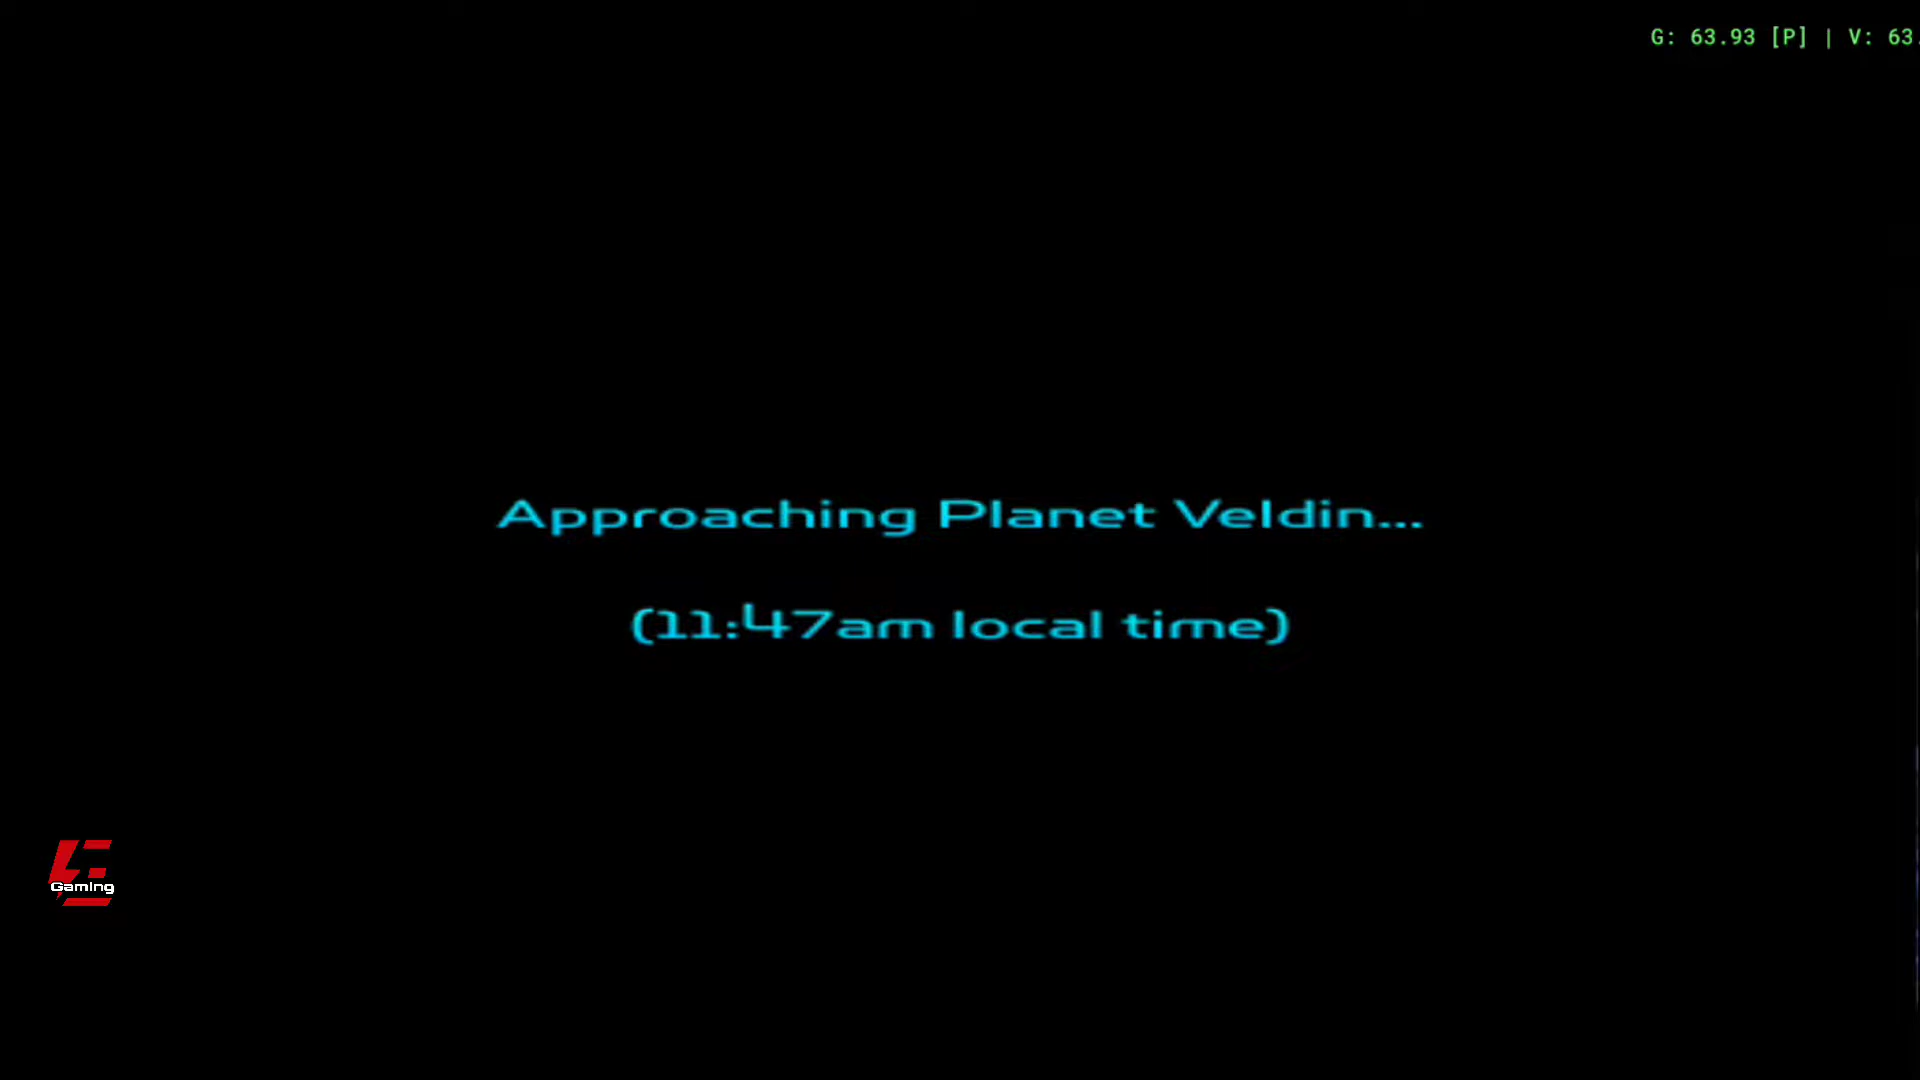 G: 63.93 [P] | V: 63.
Approaching Planet Veldin...
(11:47am local time)
Gaming